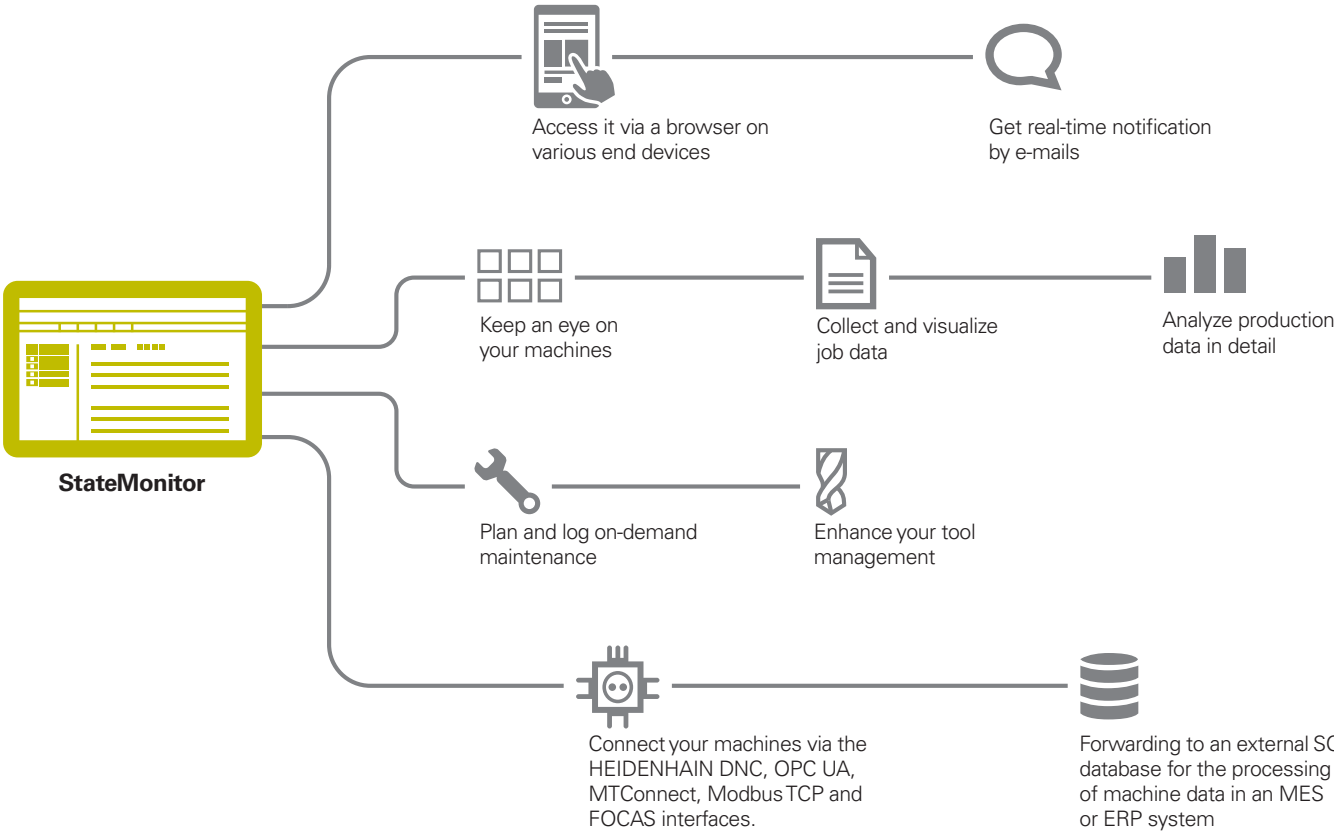 Access it via a browser on
various end devices
Get real-time notification
by e-mails
Keep an eye on
your machines
Collect and visualize
job data
Analyze production
data in detail
StateMonitor
Plan and log on-demand
maintenance
Enhance your tool
management
Connect your machines via the
HEIDENHAIN DNC, OPC UA,
MTConnect, Modbus TCP and
FOCAS interfaces.
Forwarding to an external
database for the processing
of machine data in an MES
or ERP system